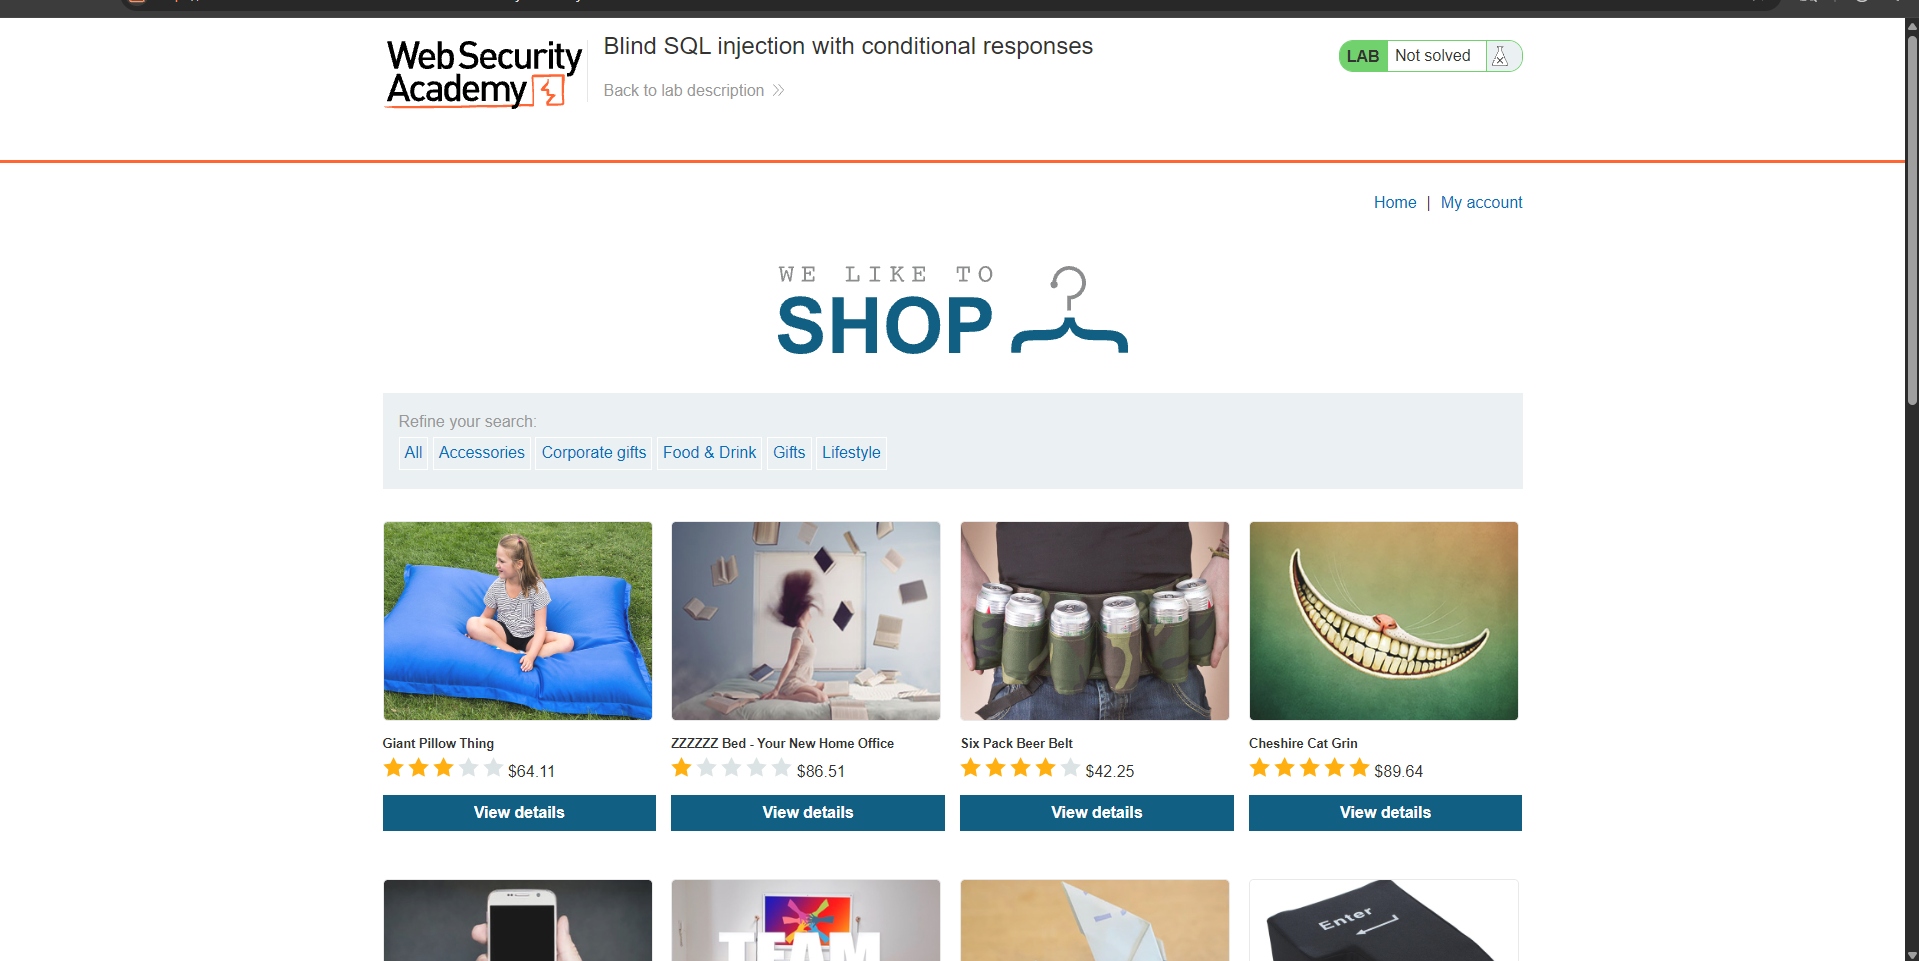 Web Security
Academy
Blind SQL injection with conditional responses
Back to lab description
LAB Not solved
Home | My account
WE LIKE TO
SHOP
Refine your search:
All Accessories Corporate gifts Food & Drink Gifts Lifestyle
Giant Pillow Thing
$64.11
View details
ZZZZZZ Bed - Your New Home Office
$86.51
View details
Six Pack Beer Belt
$42.25
View details
Cheshire Cat Grin
$89.64
View details
TEAM
Enter